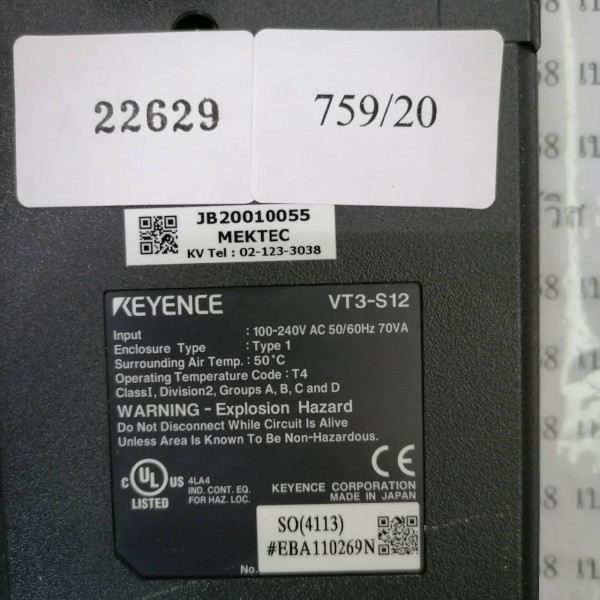 22629
759/20
JB20010055
MEKTEC
KV Tel : 02-123-3038
KEYENCE VT3-S12
Input : 100-240V AC 50/60Hz 70VA
Enclosure Type : Type 1
Surrounding Air Temp. : 50°C
Operating Temperature Code : T4
ClassI, Division2, Groups A, B, C and D
WARNING - Explosion Hazard
Do Not Disconnect While Circuit Is Alive
Unless Area Is Known To Be Non-Hazardous.
C UL US LISTED
4LA4
IND. CONT. EQ.
FOR HAZ. LOC.
CE
KEYENCE CORPORATION
MADE IN JAPAN
SO(4113)
#EBA110269N
No.